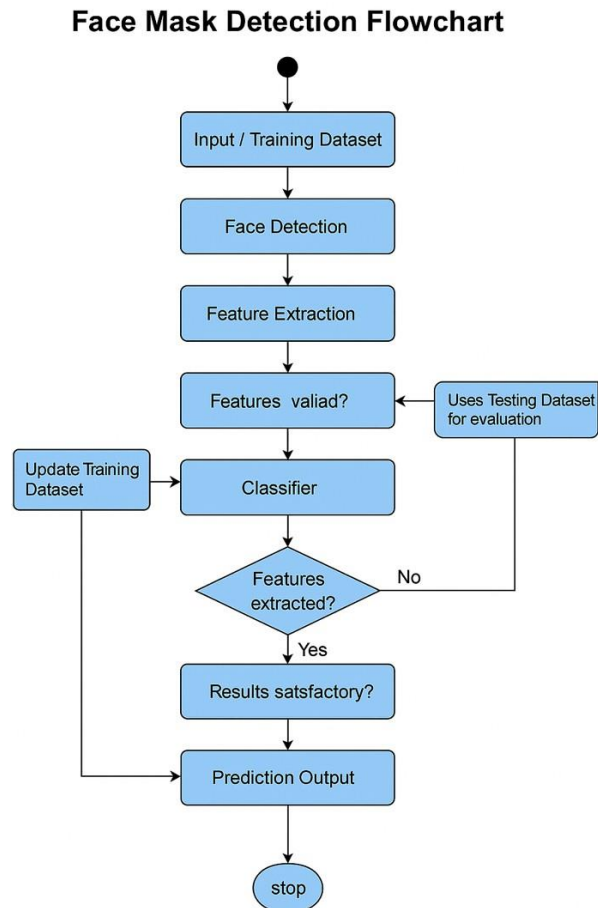 Face Mask Detection Flowchart
Input / Training Dataset
Face Detection
Feature Extraction
Features valiad?
Uses Testing Dataset
for evaluation
Update Training
Dataset
Classifier
Features
extracted?
No
Yes
Results satsfactory?
Prediction Output
stop